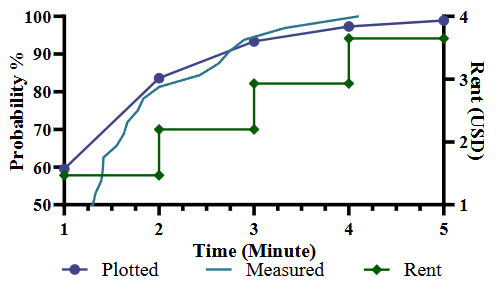 Probability %
100
90
80
70
60
50
Rent (USD)
4
3
2
1
1 2 3 4 5
Time (Minute)
Plotted Measured Rent